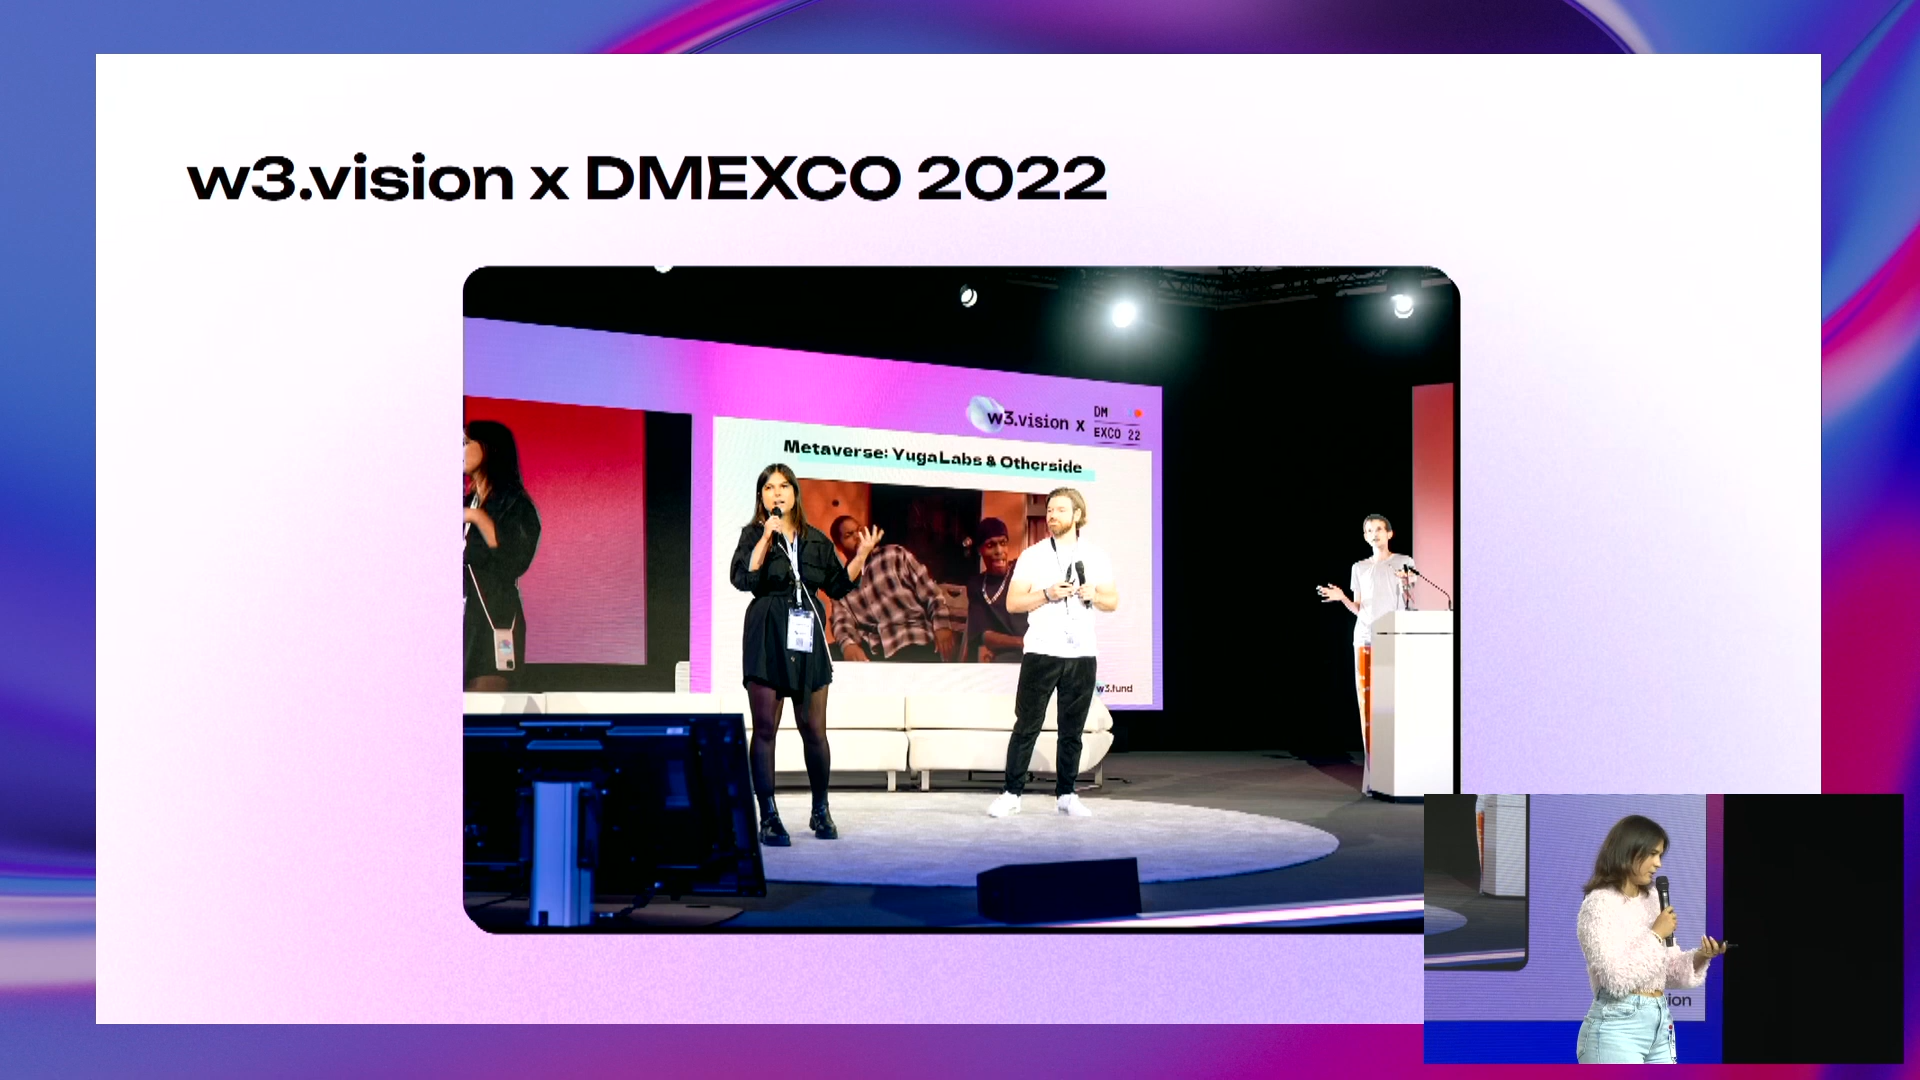 w3.vision x DMEXCO 2022
w3.vision x
DM
EXCO 22
Metaverse: YugaLabs & Otherside
w3.fund
ion